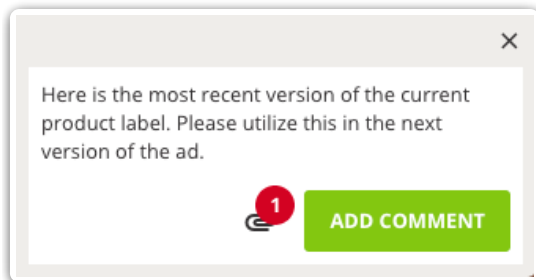 Here is the most recent version of the current
product label. Please utilize this in the next
version of the ad.
1
ADD COMMENT